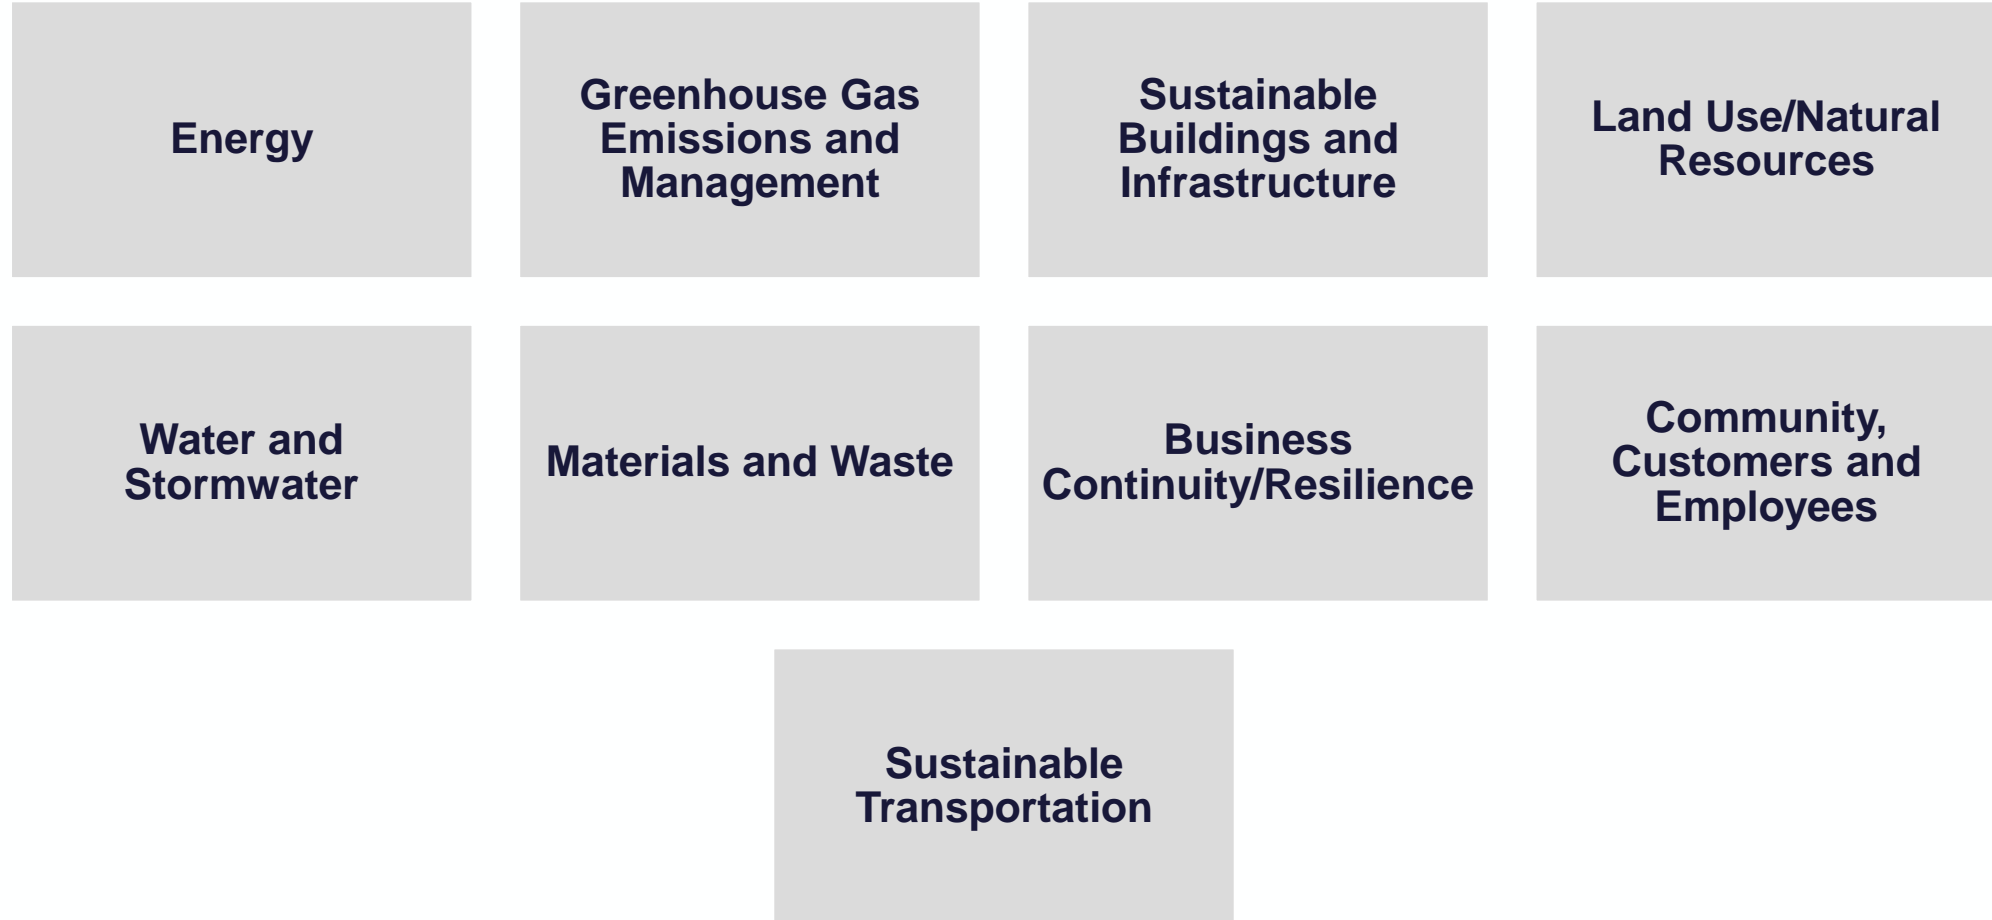 Energy
Greenhouse Gas
Emissions and
Management
Sustainable
Buildings and
Infrastructure
Land Use/Natural
Resources
Water and
Stormwater
Materials and Waste
Business
Continuity/Resilience
Community,
Customers and
Employees
Sustainable
Transportation